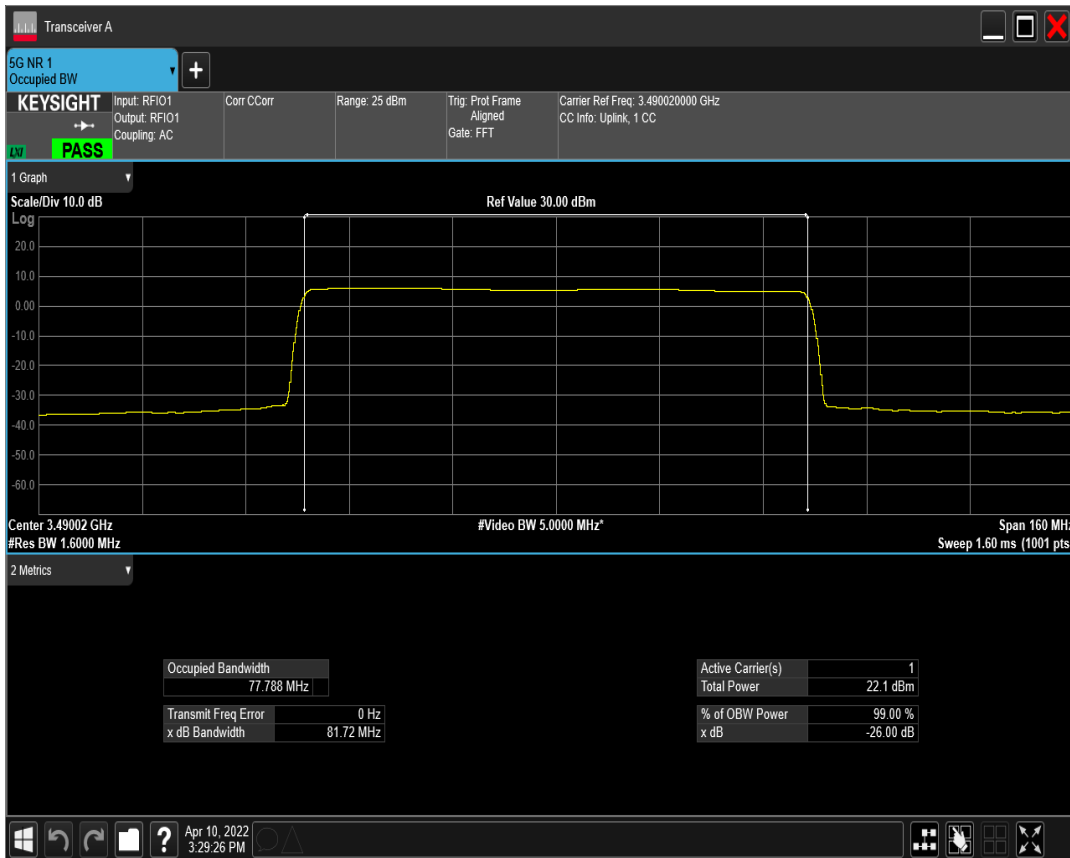 Transceiver A
5G NR 1
Occupied BW
+
KEYSIGHT
LXI
PASS
Input: RFIO1
Output: RFIO1
Coupling: AC
Corr CCorr
Range: 25 dBm
Trig: Prot Frame
Aligned
Gate: FFT
Carrier Ref Freq: 3.490020000 GHz
CC Info: Uplink, 1 CC
1 Graph
Scale/Div 10.0 dB
Ref Value 30.00 dBm
Log
20.0
10.0
0.00
-10.0
-20.0
-30.0
-40.0
-50.0
-60.0
Center 3.49002 GHz
#Video BW 5.0000 MHz*
Span 160 MHz
#Res BW 1.6000 MHz
Sweep 1.60 ms (1001 pts
2 Metrics
Occupied Bandwidth
77.788 MHz
Transmit Freq Error 0 Hz
x dB Bandwidth 81.72 MHz
Active Carrier(s) 1
Total Power 22.1 dBm
% of OBW Power 99.00 %
x dB -26.00 dB
?
Apr 10, 2022
3:29:26 PM